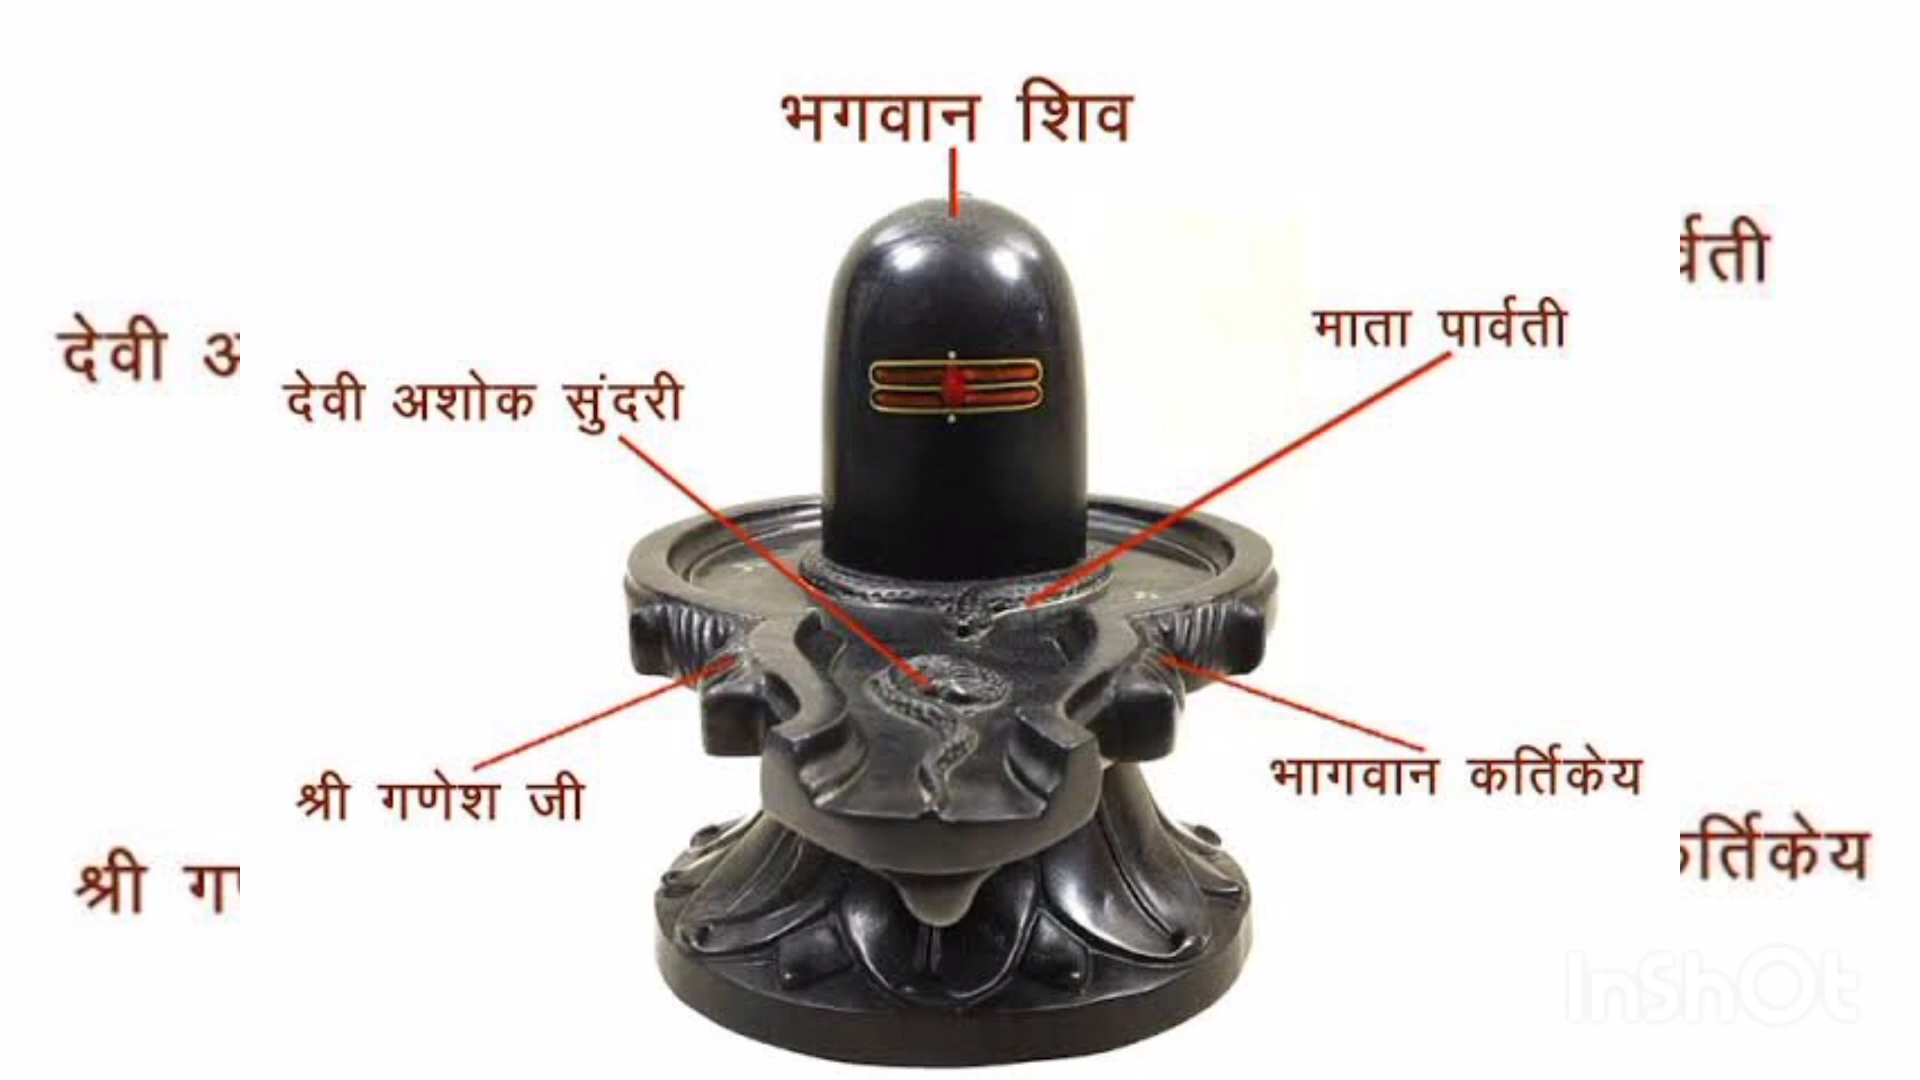 भगवान शिव
र्वती
माता पार्वती
देवी अ
देवी अशोक सुंदरी
श्री गणेश जी
भागवान कर्तिकेय
र्तिकेय
श्री ग
InShOt